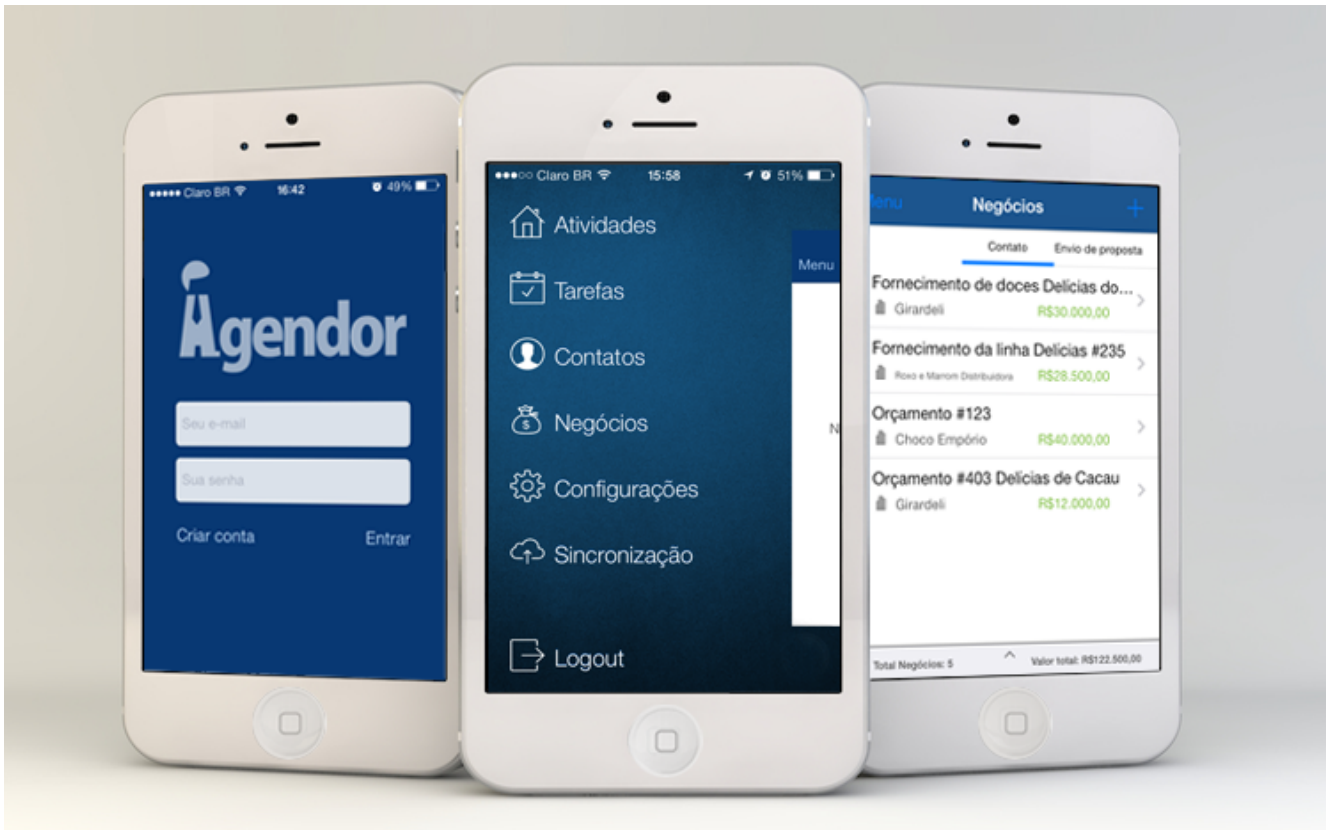 Claro BR 16:42 49%
Agendor
Seu e-mail
Sua senha
Criar conta Entrar
Claro BR 15:58 51%
Atividades
Menu
Tarefas
Contatos
Negócios
N
Configurações
Sincronização
Logout
Menu Negócios +
Contato Envio de proposta
Fornecimento de doces Delicias do...
Girardeli R$30.000,00
Fornecimento da linha Delicias #235
Roxo e Marrom Distribuidora R$28.500,00
Orçamento #123
Choco Empório R$40.000,00
Orçamento #403 Delicias de Cacau
Girardeli R$12.000,00
Total Negócios: 5 Valor total: R$122.500,00